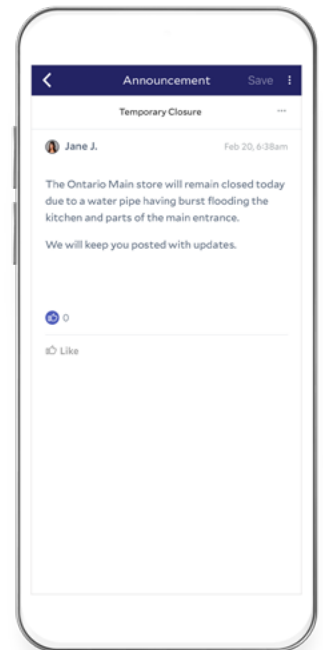 Announcement Save
Temporary Closure ...
Jane J. Feb 20, 6:38am
The Ontario Main store will remain closed today
due to a water pipe having burst flooding the
kitchen and parts of the main entrance.
We will keep you posted with updates.
0
Like